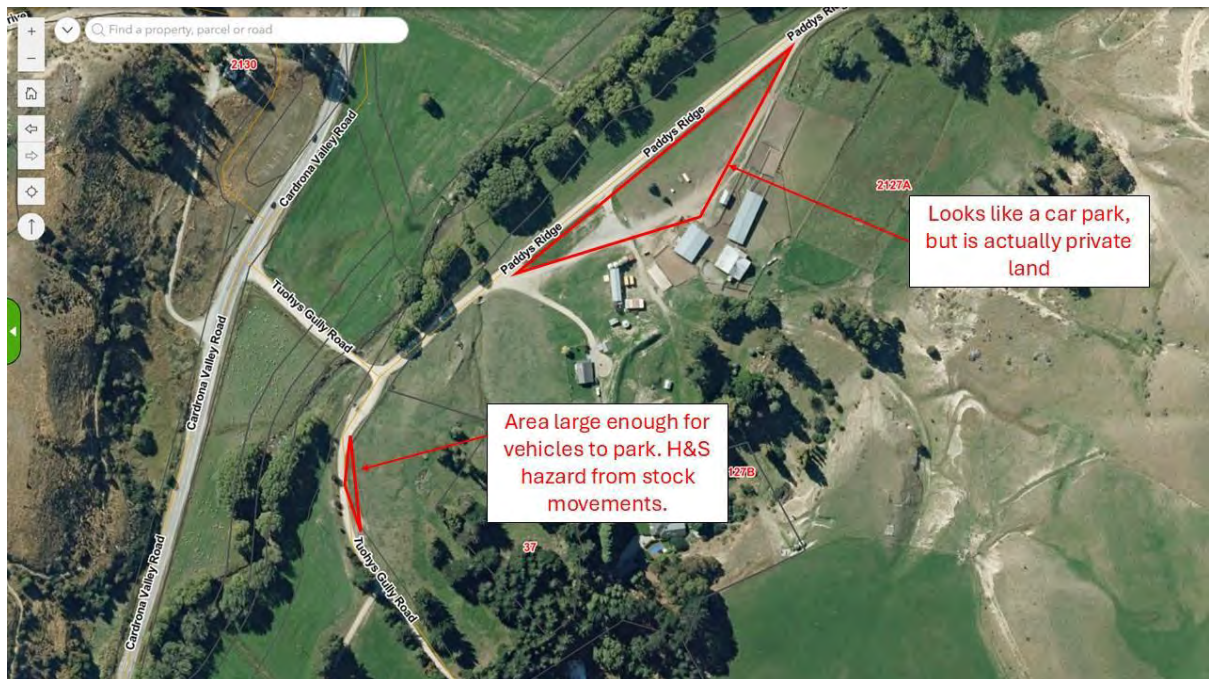 Find a property, parcel or road
rive
Paddys Ridge
2130
Cardrona Valley Road
Paddys Ridge
2127A
Looks like a car park,
but is actually private
land
Paddys Ridge
Tuohys Gully Road
Cardrona Valley Road
Area large enough for
vehicles to park. H&S
hazard from stock
movements.
127B
37
Tuohys Gully Road
Cardrona Valley Road